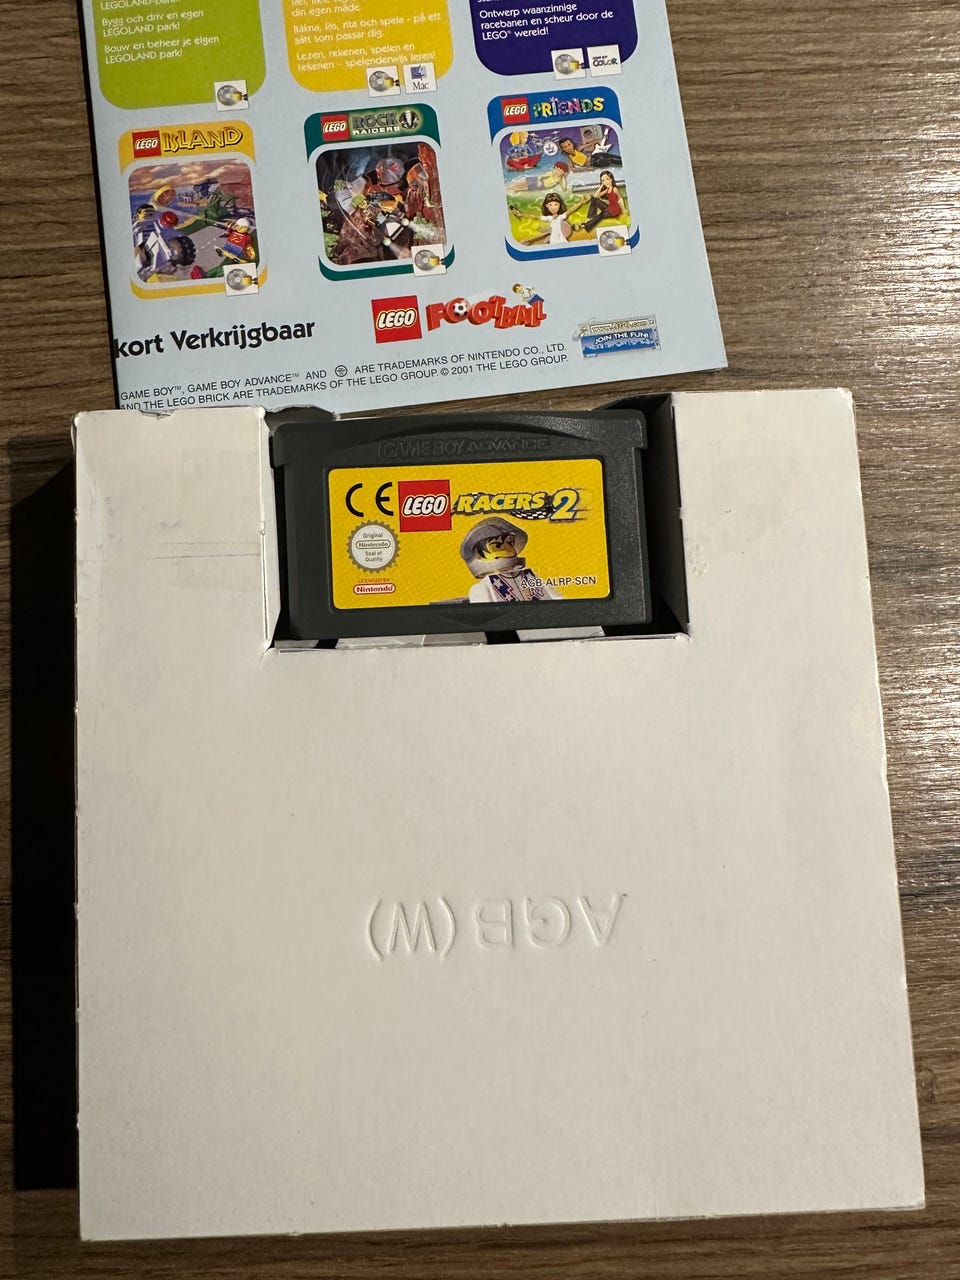 LEGOLAND-parkl
Bygg och driv en egen
LEGOLAND park!
Bouw en beheer je eigen
LEGOLAND park!
din egen måde.
Räkna, läs, rita och spela - på ett
sätt som passar dig.
Lezen, rekenen, spelen en
tekenen - spelenderwijs leren!
Mac
Ontwerp waanzinnige
racebanen en scheur door de
LEGO® wereld!
COLOR
LEGO ISLAND
LEGO ROCK
RAIDERS
LEGO FRIENDS
kort Verkrijgbaar
LEGO FOOTBALL
JOIN THE FUN!
GAME BOY™, GAME BOY ADVANCE™ AND ARE TRADEMARKS OF NINTENDO CO., LTD.
AND THE LEGO BRICK ARE TRADEMARKS OF THE LEGO GROUP. © 2001 THE LEGO GROUP.
GAME BOY ADVANCE
CE LEGO RACERS 2
Original
Nintendo
Seal of
Quality
LICENSED BY
Nintendo
AGB-ALRP-SCN
AGB (W)